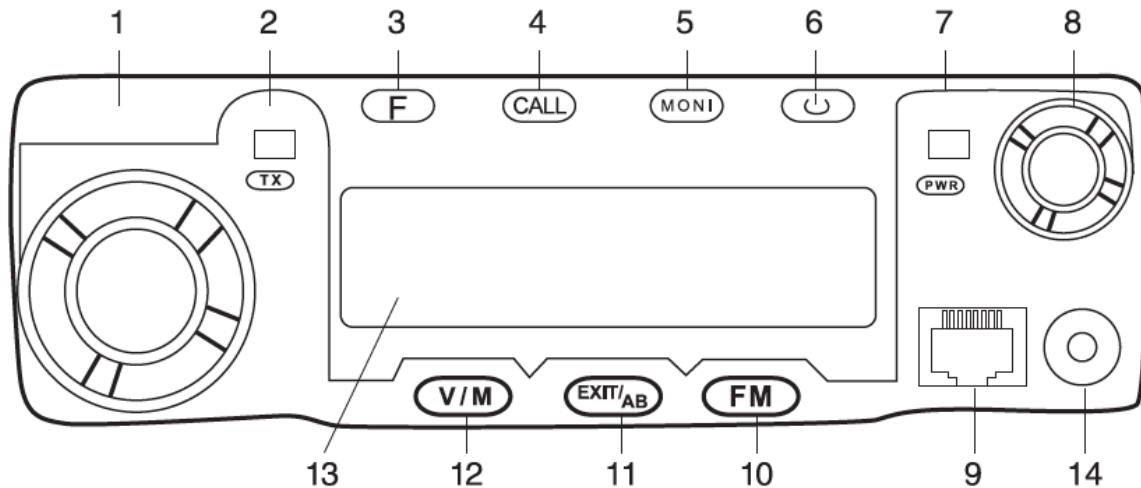 1 2 3 4 5 6 7 8
F CALL MONI
TX PWR
V/M EXIT/AB FM
13 12 11 10 9 14